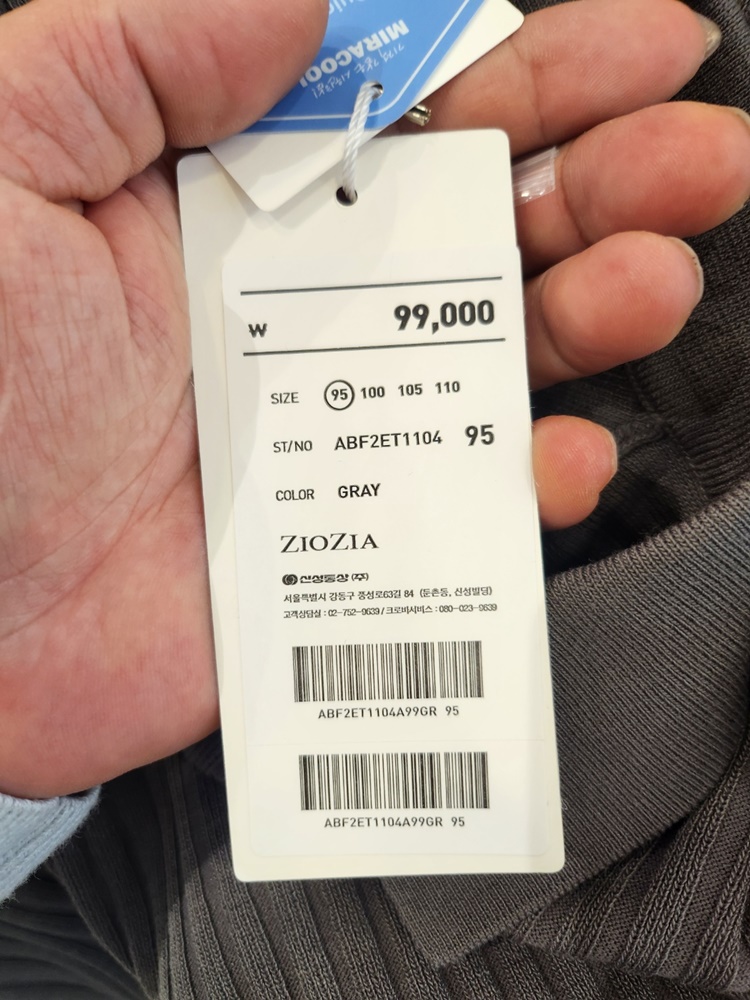 MIRACOOL
₩ 99,000
SIZE 95 100 105 110
ST/NO ABF2ET1104 95
COLOR GRAY
ZIOZIA
신성통상(주)
서울특별시 강동구 풍성로63길 84 (둔촌동, 신성빌딩)
고객상담실 : 02-752-9639 / 크로바서비스 : 080-023-9639
ABF2ET1104A99GR 95
ABF2ET1104A99GR 95